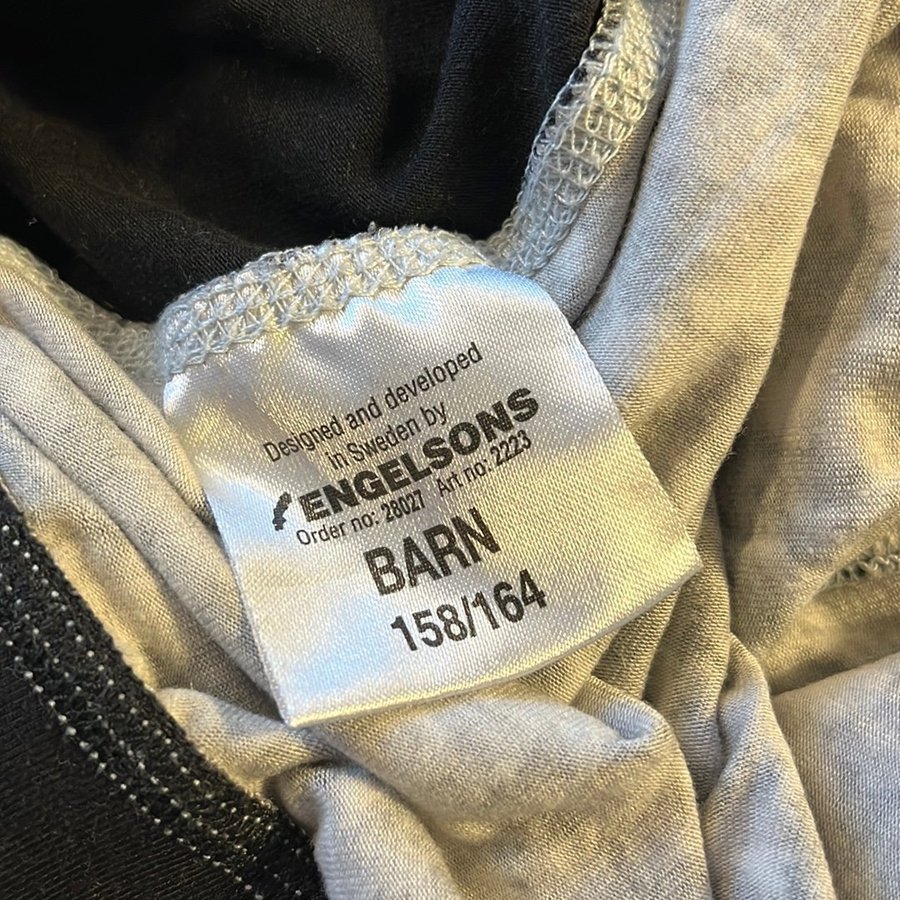 Designed and developed
in Sweden by
ENGELSONS
Order no: 28027 Art no: 2223
BARN
158/164